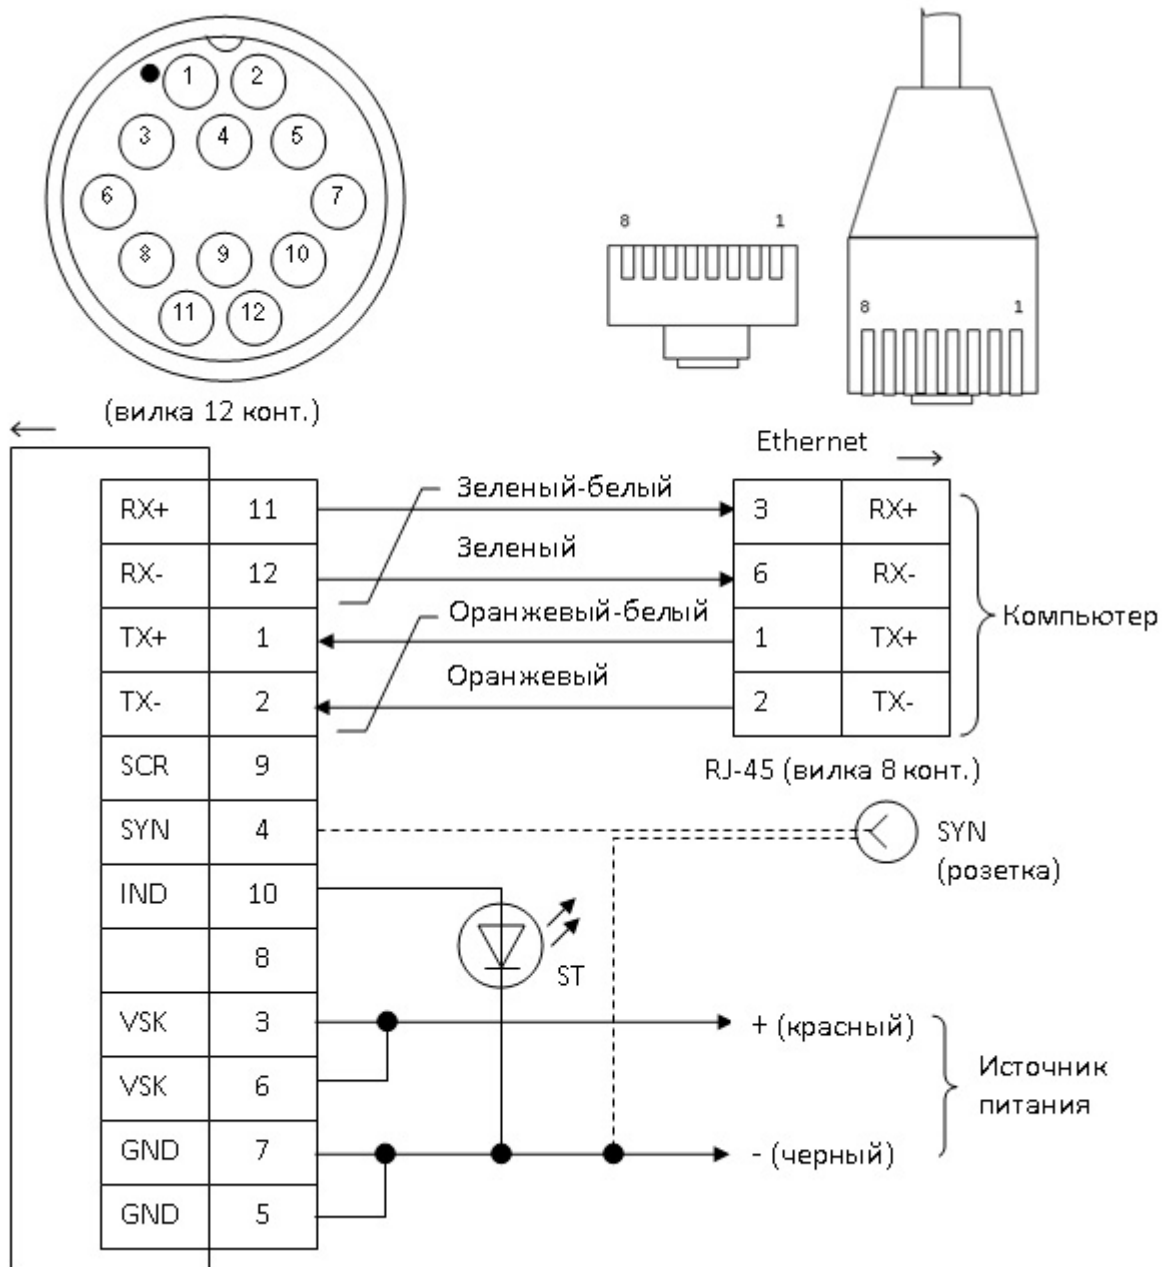 1 2
3 4 5
6 7
8 9 10
11 12
8 1
8 1
(вилка 12 конт.)
Ethernet
RX+ 11 Зеленый-белый 3 RX+
RX- 12 Зеленый 6 RX-
TX+ 1 Оранжевый-белый 1 TX+
Компьютер
TX- 2 Оранжевый 2 TX-
SCR 9
RJ-45 (вилка 8 конт.)
SYN 4 SYN
(розетка)
IND 10
ST
8
VSK 3 + (красный)
VSK 6
Источник
питания
GND 7 - (черный)
GND 5